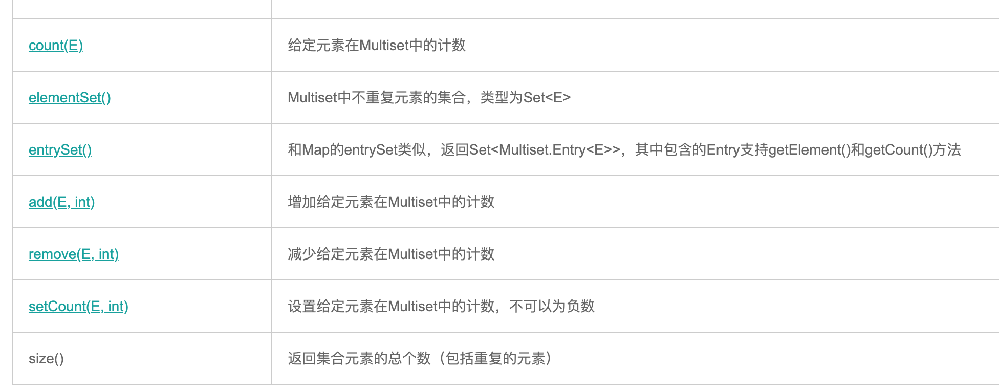 count(E) 给定元素在Multiset中的计数
elementSet() Multiset中不重复元素的集合，类型为Set<E>
entrySet() 和Map的entrySet类似，返回Set<Multiset.Entry<E>>，其中包含的Entry支持getElement()和getCount()方法
add(E, int) 增加给定元素在Multiset中的计数
remove(E, int) 减少给定元素在Multiset中的计数
setCount(E, int) 设置给定元素在Multiset中的计数，不可以为负数
size() 返回集合元素的总个数（包括重复的元素）